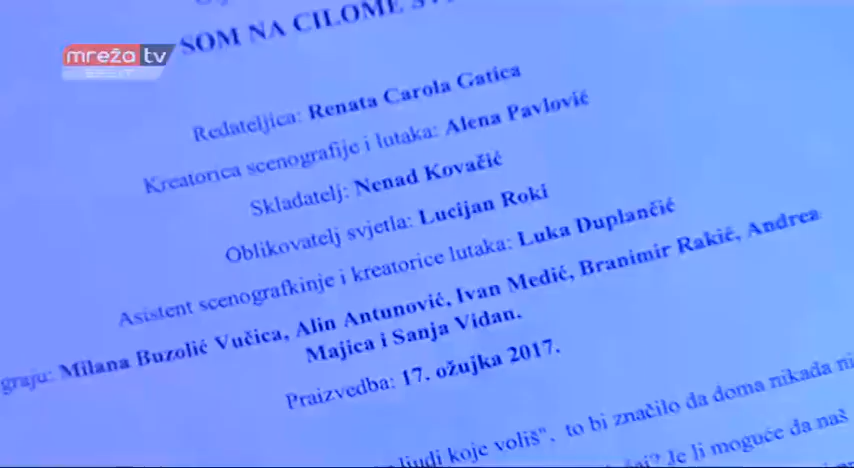 mreža tv
SOM NA CILOME
Redateljica: Renata Carola Gatica
Kreatorica scenografije i lutaka: Alena Pavlović
Skladatelj: Nenad Kovačić
Oblikovatelj svjetla: Lucijan Roki
Asistent scenografkinje i kreatorice lutaka: Luka Duplančić
graju: Milana Buzolić Vučica, Alin Antunović, Ivan Medić, Branimir Rakić, Andrea
Majica i Sanja Vidan.
Praizvedba: 17. ožujka 2017.
ljudi koje voliš", to bi značilo da doma nikada
Je li moguće da naš